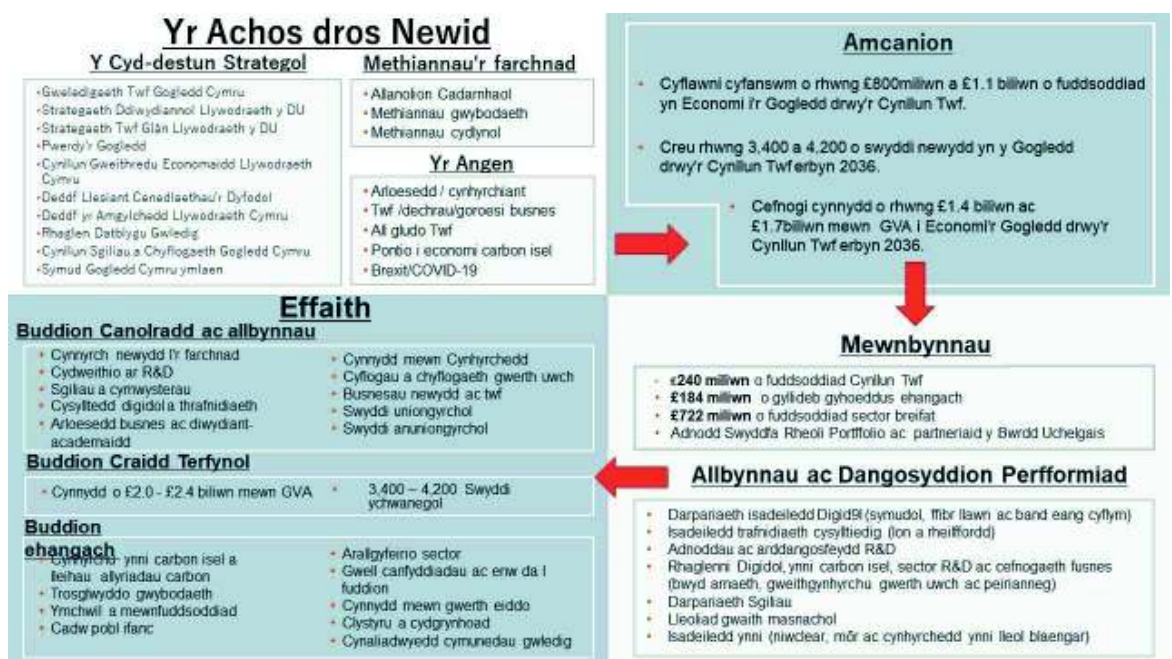 Yr Achos dros Newid
Y Cyd-destun Strategol
•Gweledigaeth Twf Gogledd Cymru
•Strategaeth Ddiwydiannol Llywodraeth y DU
•Strategaeth Twf Glân Llywodraeth y DU
•Pwerdy'r Gogledd
•Cynllun Gweithredu Economaidd Llywodraeth
Cymru
•Deddf Llesiant Cenedlaethau'r Dyfodol
•Deddf yr Amgylchedd Llywodraeth Cymru
•Rhaglen Datblygu Gwledig
•Cynllun Sgiliau a Chyflogaeth Gogledd Cymru
•Symud Gogledd Cymru ymlaen
Methiannau'r farchnad
• Allanolion Cadarnhaol
• Methiannau gwybodaeth
• Methiannau cydlynol
Yr Angen
• Arloesedd / cynhyrchiant
• Twf /dechrau/goroesi busnes
• All gludo Twf
• Pontio i economi carbon isel
• Brexit/COVID-19
Amcanion
• Cyflawni cyfanswm o rhwng £800miliwn a £1.1 biliwn o fuddsoddiad
yn Economi i'r Gogledd drwy'r Cynllun Twf.
• Creu rhwng 3,400 a 4,200 o swyddi newydd yn y Gogledd
drwy'r Cynllun Twf erbyn 2036.
• Cefnogi cynnydd o rhwng £1.4 biliwn ac
£1.7biliwn mewn GVA i Economi'r Gogledd drwy'r
Cynllun Twf erbyn 2036.
Mewnbynnau
• £240 miliwn o fuddsoddiad Cynllun Twf
• £184 miliwn o gyllideb gyhoeddus ehangach
• £722 miliwn o fuddsoddiad sector breifat
• Adnodd Swyddfa Rheoli Portffolio ac partneriaid y Bwrdd Uchelgais
Allbynnau ac Dangosyddion Perfformiad
• Darpariaeth isadeiledd Digid9l (symudol, ffibr llawn ac band eang cyflym)
• Isadeiledd trafnidiaeth cysylltiedig (lon a rheilffordd)
• Adnoddau ac arddangosfeydd R&D
• Rhaglenni Digidol, ynni carbon isel, sector R&D ac cefnogaeth fusnes
(bwyd amaeth, gweithgynhyrchu gwerth uwch ac peirianneg)
• Darpariaeth Sgiliau
• Lleoliad gwaith masnachol
• Isadeiledd ynni (niwclear, môr ac cynhyrchedd ynni lleol blaengar)
Effaith
Buddion Canolradd ac allbynnau
• Cynnyrch newydd i'r farchnad
• Cydweithio ar R&D
• Sgiliau a cymwysterau
• Cysylltedd digidol a thrafnidiaeth
• Arloesedd busnes ac diwydiant-
academaidd
• Cynnydd mewn Cynhyrchedd
• Cyflogau a chyflogaeth gwerth uwch
• Busnesau newydd ac twf
• Swyddi uniongyrchol
• Swyddi anuniongyrchol
Buddion Craidd Terfynol
• Cynnydd o £2.0 - £2.4 biliwn mewn GVA
• 3,400 – 4,200 Swyddi
ychwanegol
Buddion
ehangach
• Cynhyrchu ynni carbon isel a
lleihau allyriadau carbon
• Trosglwyddo gwybodaeth
• Ymchwil a mewnfuddsoddiad
• Cadw pobl ifanc
• Arallgyfeirio sector
• Gwell canfyddiadau ac enw da I
fuddion
• Cynnydd mewn gwerth eiddo
• Clystyru a cydgrynhoad
• Cynaliadwyedd cymunedau gwledig